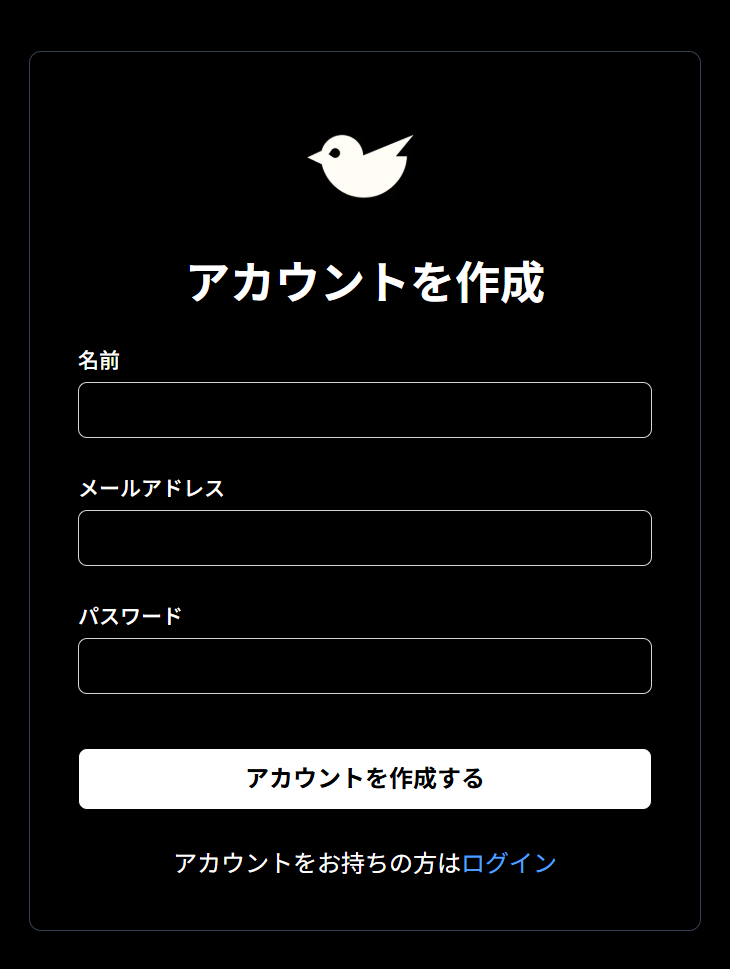 アカウントを作成
名前
メールアドレス
パスワード
アカウントを作成する
アカウントをお持ちの方はログイン